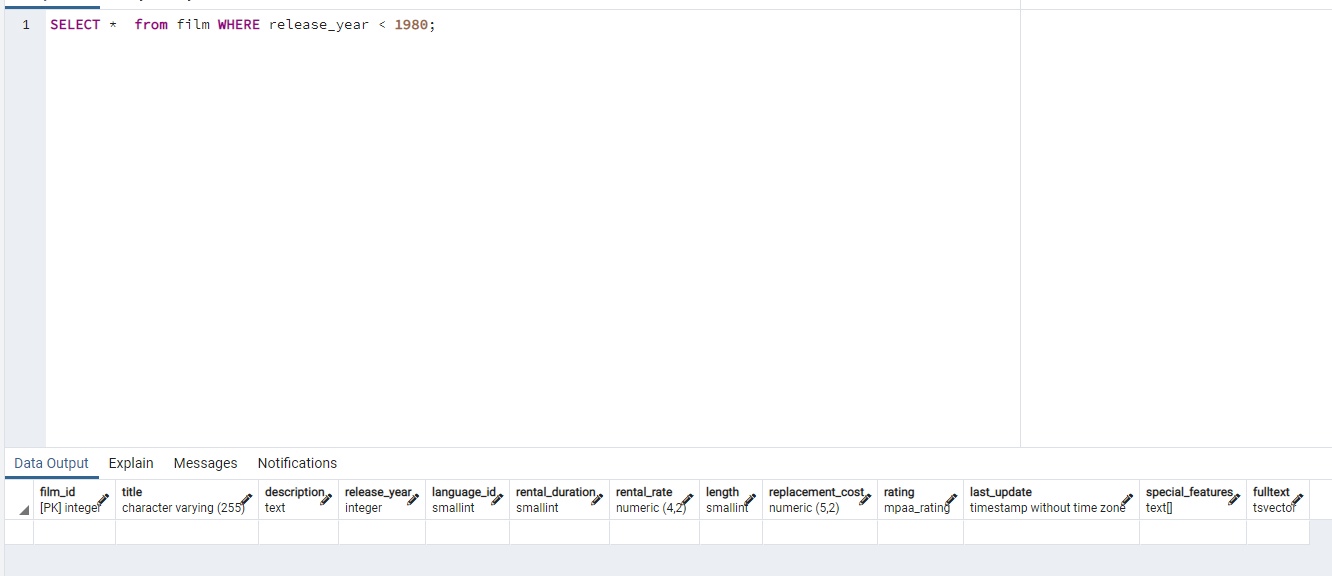 1 SELECT *  from film WHERE release_year < 1980;
Data Output Explain Messages Notifications
film_id title description release_year language_id rental_duration rental_rate length replacement_cost rating last_update special_features fulltext
[PK] integer character varying (255) text integer smallint smallint numeric (4,2) smallint numeric (5,2) mpaa_rating timestamp without time zone text[] tsvector